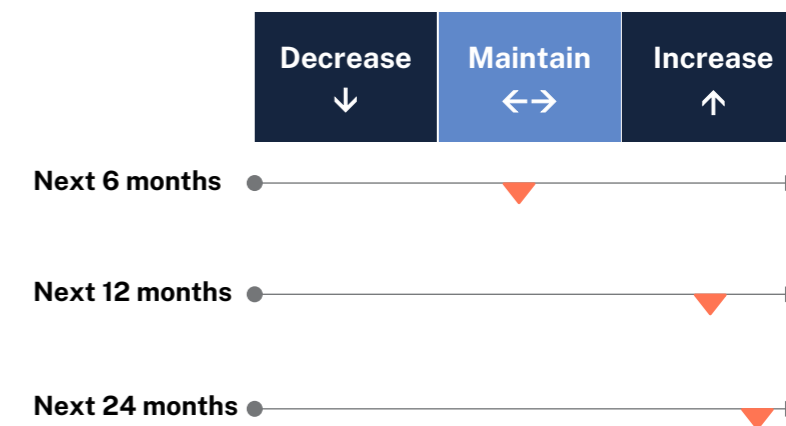 Decrease Maintain Increase
↓ ←→ ↑
Next 6 months
Next 12 months
Next 24 months